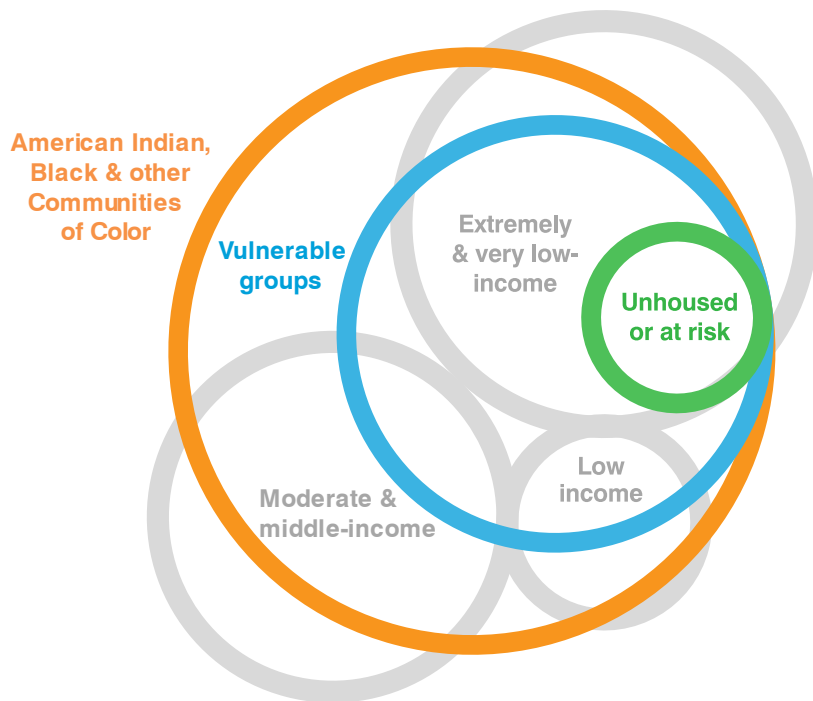 American Indian,
Black & other
Communities
of Color
Vulnerable
groups
Extremely
& very low-
income
Unhoused
or at risk
Low
income
Moderate &
middle-income